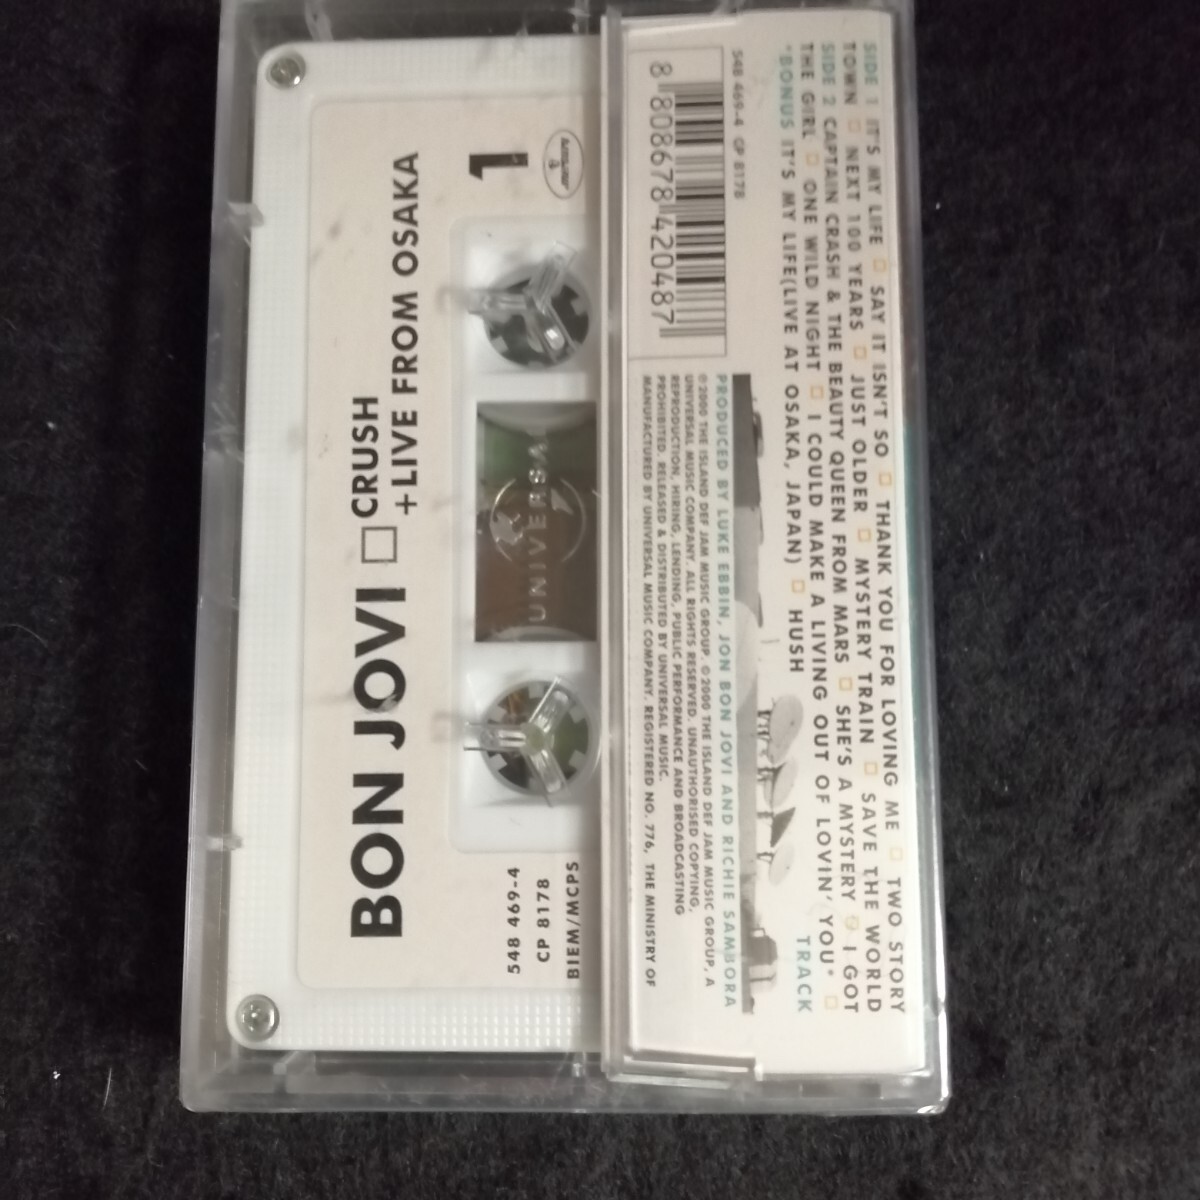 SIDE 1 IT'S MY LIFE □ SAY IT ISN'T SO □ THANK YOU FOR LOVING ME □ TWO STORY
TOWN □ NEXT 100 YEARS □ JUST OLDER □ MYSTERY TRAIN □ SAVE THE WORLD
SIDE 2 CAPTAIN CRASH & THE BEAUTY QUEEN FROM MARS □ SHE'S A MYSTERY □ I GOT
THE GIRL □ ONE WILD NIGHT □ I COULD MAKE A LIVING OUT OF LOVIN' YOU* □
*BONUS IT'S MY LIFE(LIVE AT OSAKA, JAPAN) □ HUSH TRACK
548 469-4 CP 8178
8 808678 420487
PRODUCED BY LUKE EBBIN, JON BON JOVI AND RICHIE SAMBORA
℗2000 THE ISLAND DEF JAM MUSIC GROUP. ©2000 THE ISLAND DEF JAM MUSIC GROUP, A
UNIVERSAL MUSIC COMPANY. ALL RIGHTS RESERVED. UNAUTHORISED COPYING,
REPRODUCTION, HIRING, LENDING, PUBLIC PERFORMANCE AND BROADCASTING
PROHIBITED. RELEASED & DISTRIBUTED BY UNIVERSAL MUSIC.
MANUFACTURED BY UNIVERSAL MUSIC COMPANY. REGISTERED NO. 776, THE MINISTRY OF
BON JOVI □ CRUSH
+LIVE FROM OSAKA
1
UNIVERSAL
548 469-4
CP 8178
BIEM/MCPS